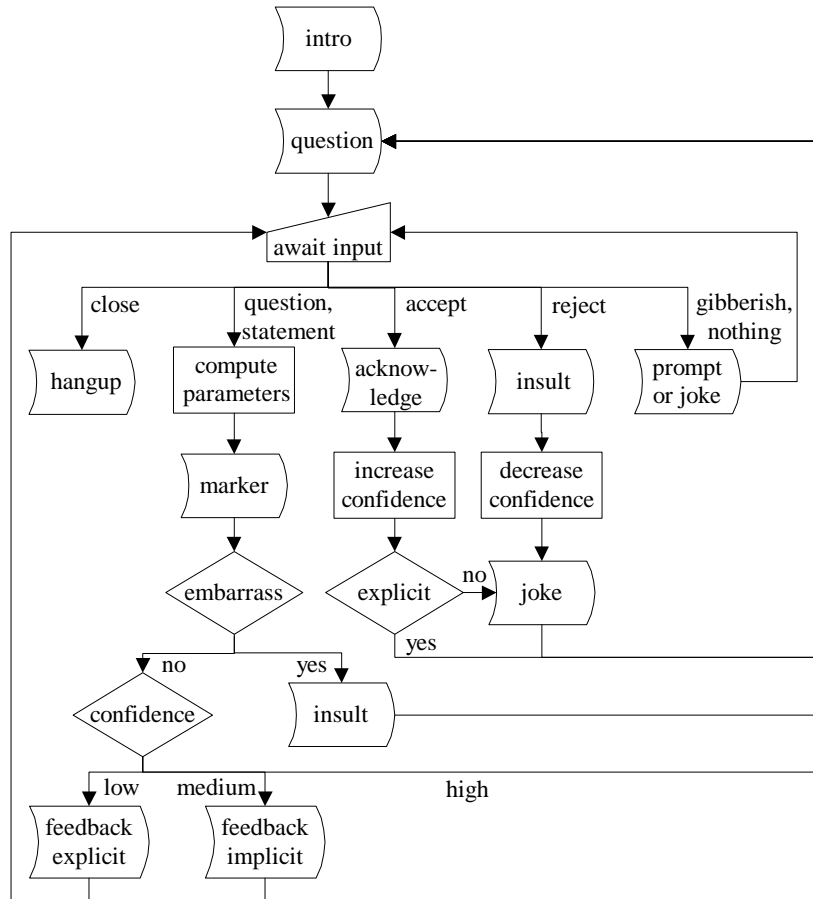 intro
question
await input
close
question,
statement
accept
reject
gibberish,
nothing
hangup
compute
parameters
acknow-
ledge
insult
prompt
or joke
marker
increase
confidence
decrease
confidence
embarrass
explicit
no
joke
yes
no
yes
confidence
insult
low
medium
high
feedback
explicit
feedback
implicit